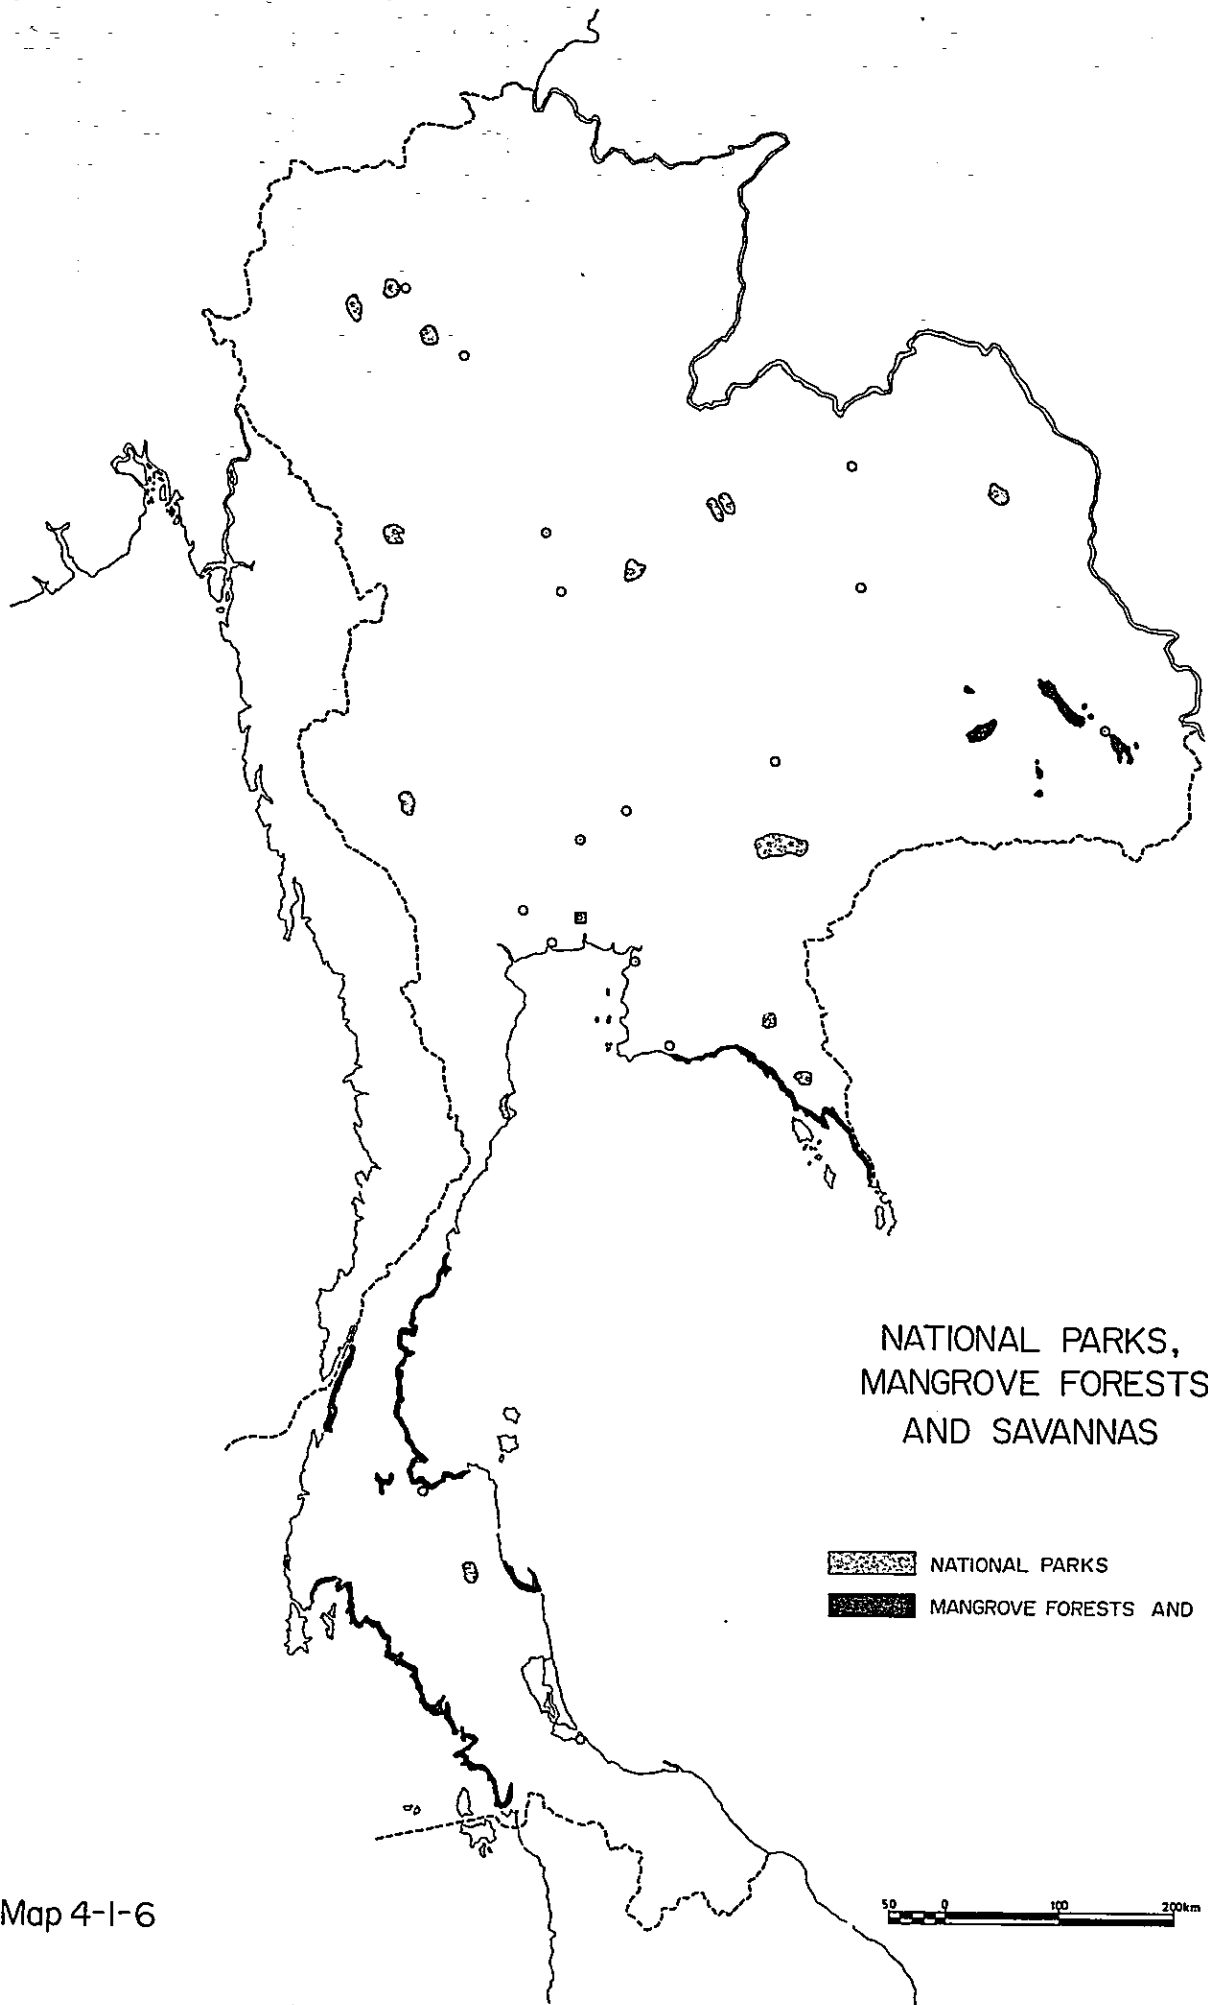 NATIONAL PARKS,
MANGROVE FORESTS
AND SAVANNAS
NATIONAL PARKS
MANGROVE FORESTS AND
Map 4-1-6
50 0 100 200km